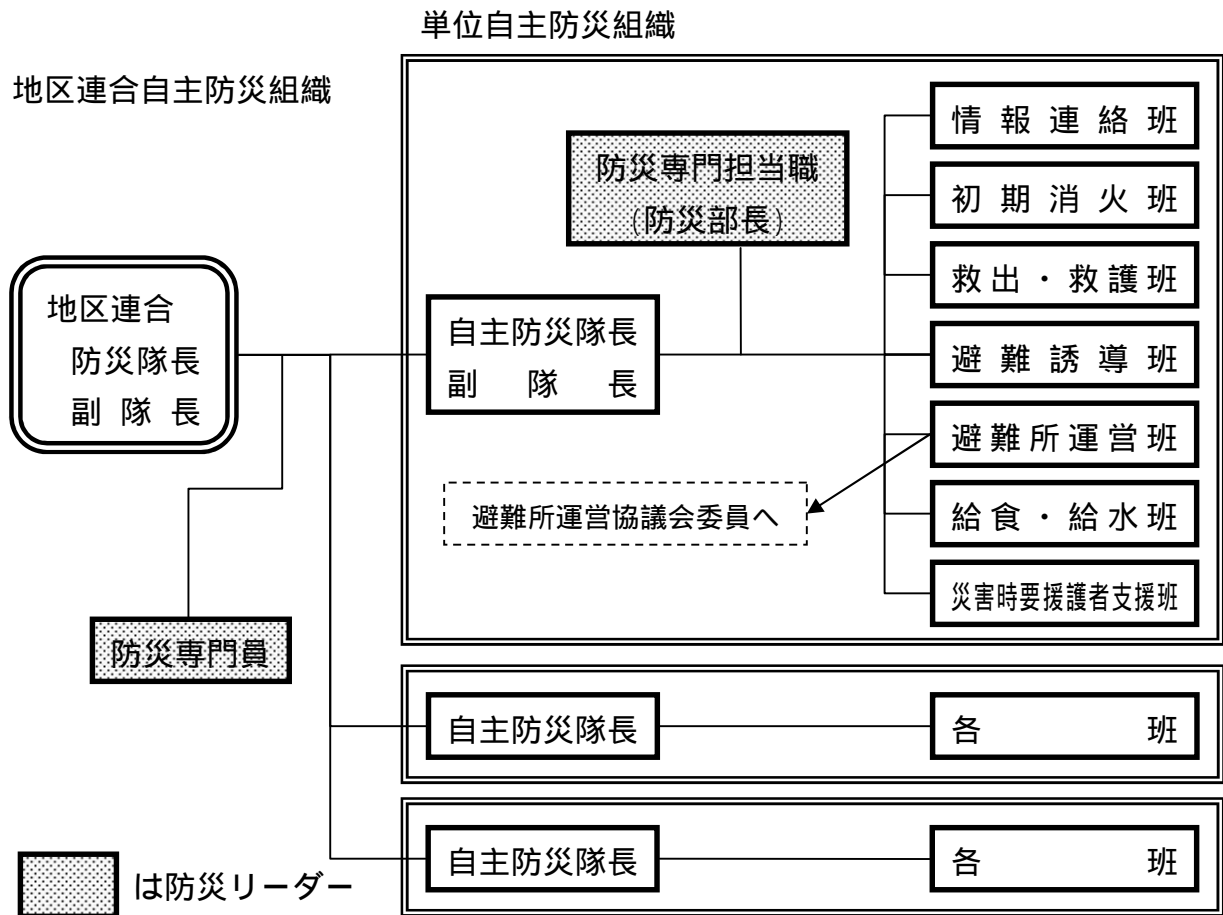 単位自主防災組織
地区連合自主防災組織
情報連絡班
防災専門担当職
(防災部長)
初期消火班
救出・救護班
地区連合
防災隊長
副隊長
自主防災隊長
副隊長
避難誘導班
避難所運営班
避難所運営協議会委員へ
給食・給水班
災害時要援護者支援班
防災専門員
自主防災隊長
各班
自主防災隊長
各班
は防災リーダー